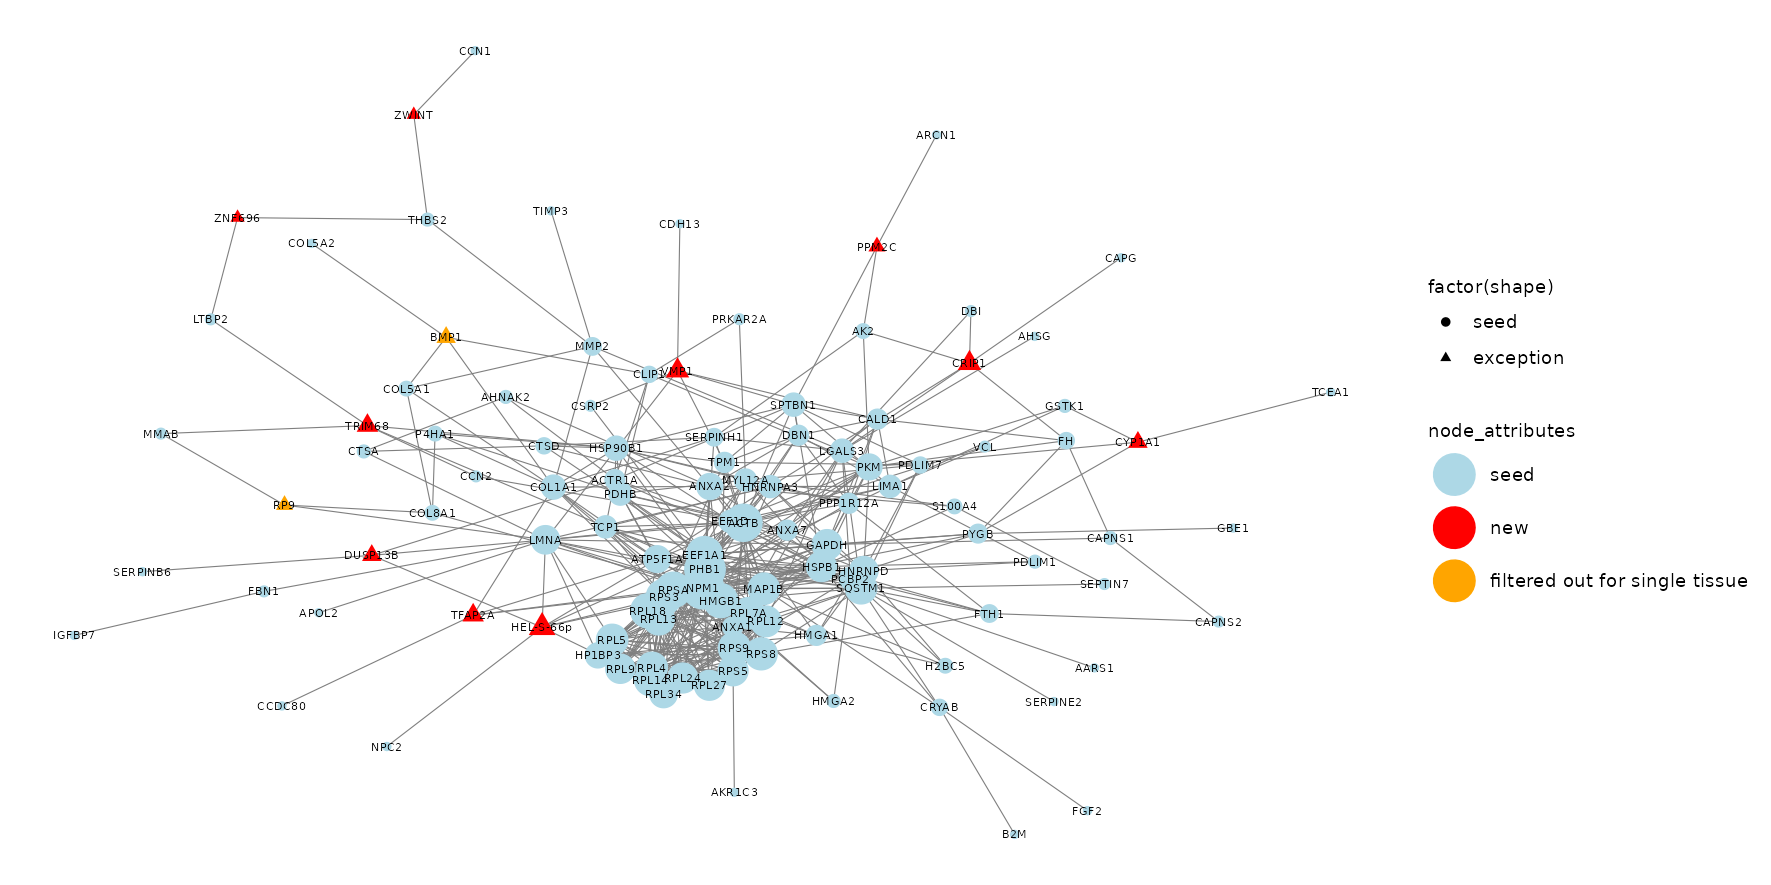 CCN1
ZWINT
ARCN1
TIMP3
ZNF596
THBS2
CDH13
COL5A2
PPM2C
CAPG
LTBP2
PRKAR2A
DBI
BMP1
AK2
AHSG
MMP2
CRIP1
CLIP1
VMP1
COL5A1
AHNAK2
CSRP2
SPTBN1
GSTK1
TCEA1
TRIM68
CALD1
MMAB
P4HA1
SERPINH1
DBN1
FH
CYP1A1
CTSA
CTSD
HSP90B1
LGALS3
VCL
TPM1
PKM
PDLIM7
CCN2
ACTR1A
MYL12A
COL1A1
PDHB
ANXA2
HNRNPA3
LIMA1
RP9
COL8A1
PPP1R12A
S100A4
TCP1
EEF1D
ACTB
ANXA7
PYGB
GBE1
LMNA
CAPNS1
DUSP13B
EEF1A1
GAPDH
ATP5F1A
PDLIM1
SERPINB6
PHB1
HSPB1
HNRNPD
PCBP2
FBN1
RPSA
NPM1
MAP1B
SQSTM1
SEPTIN7
RPS3
HMGB1
APOL2
TFAP2A
RPL18
RPL7A
FTH1
IGFBP7
HEL-S-66p
RPL13
ANXA1
RPL12
CAPNS2
HMGA1
RPL5
HP1BP3
RPS9
RPS8
H2BC5
AARS1
RPL9
RPL4
RPS5
RPL14
RPL24
RPL27
RPL34
CCDC80
HMGA2
CRYAB
SERPINE2
NPC2
AKR1C3
FGF2
B2M
factor(shape)
seed
exception
node_attributes
seed
new
filtered out for single tissue